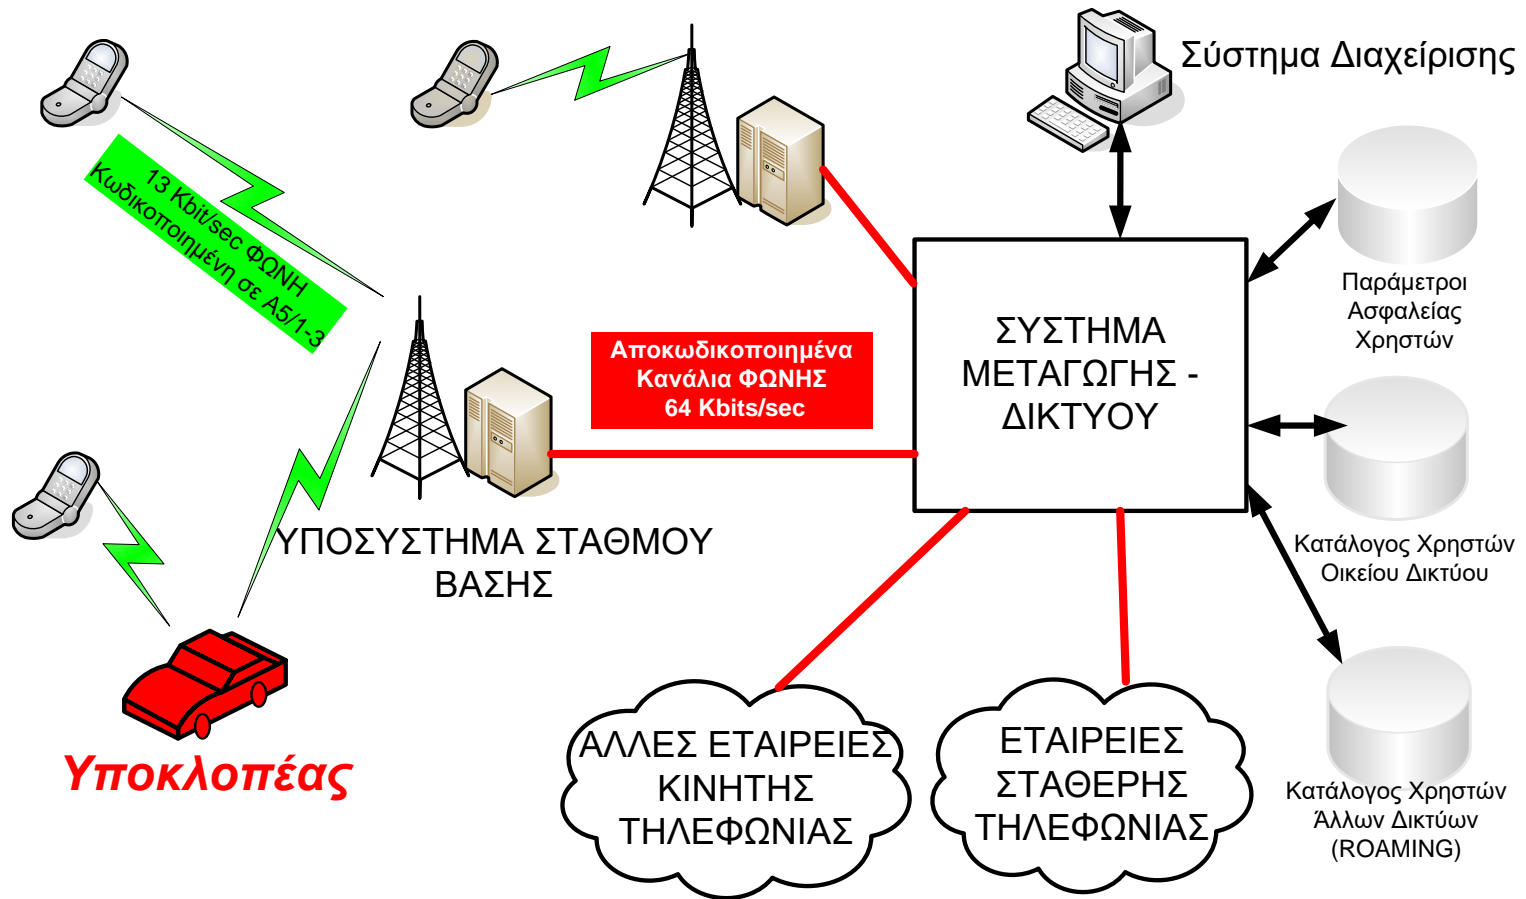 Σύστημα Διαχείρισης
13 Kbit/sec ΦΩΝΗ
Κωδικοποιημένη σε A5/1-3
Παράμετροι
Ασφαλείας
Χρηστών
ΣΥΣΤΗΜΑ
ΜΕΤΑΓΩΓΗΣ -
ΔΙΚΤΥΟΥ
Αποκωδικοποιημένα
Κανάλια ΦΩΝΗΣ
64 Kbits/sec
ΥΠΟΣΥΣΤΗΜΑ ΣΤΑΘΜΟΥ
ΒΑΣΗΣ
Κατάλογος Χρηστών
Οικείου Δικτύου
Υποκλοπέας
ΑΛΛΕΣ ΕΤΑΙΡΕΙΕΣ
ΚΙΝΗΤΗΣ
ΤΗΛΕΦΩΝΙΑΣ
ΕΤΑΙΡΕΙΕΣ
ΣΤΑΘΕΡΗΣ
ΤΗΛΕΦΩΝΙΑΣ
Κατάλογος Χρηστών
Άλλων Δικτύων
(ROAMING)